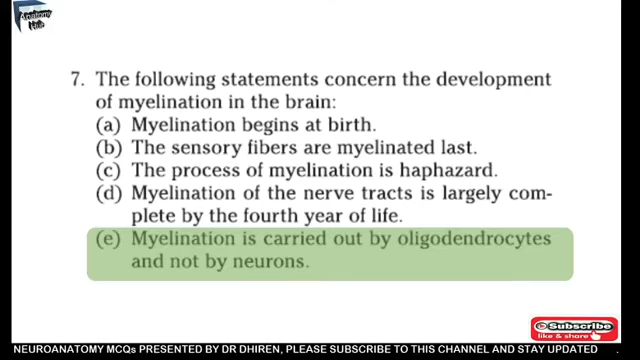 Anatomy
Hub
7. The following statements concern the development
of myelination in the brain:
(a) Myelination begins at birth.
(b) The sensory fibers are myelinated last.
(c) The process of myelination is haphazard.
(d) Myelination of the nerve tracts is largely com-
plete by the fourth year of life.
(e) Myelination is carried out by oligodendrocytes
and not by neurons.
Subscribe
like & share
NEUROANATOMY MCQs PRESENTED BY DR DHIREN, PLEASE SUBSCRIBE TO THIS CHANNEL AND STAY UPDATED